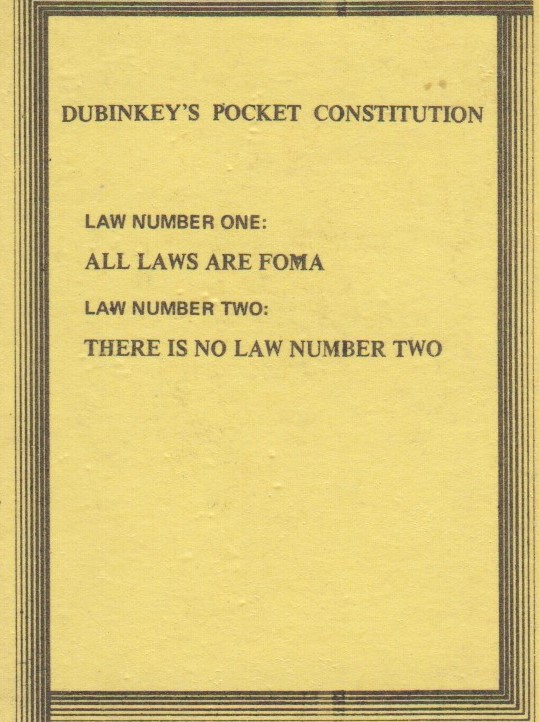 DUBINKEY'S POCKET CONSTITUTION
LAW NUMBER ONE:
ALL LAWS ARE FOMA
LAW NUMBER TWO:
THERE IS NO LAW NUMBER TWO